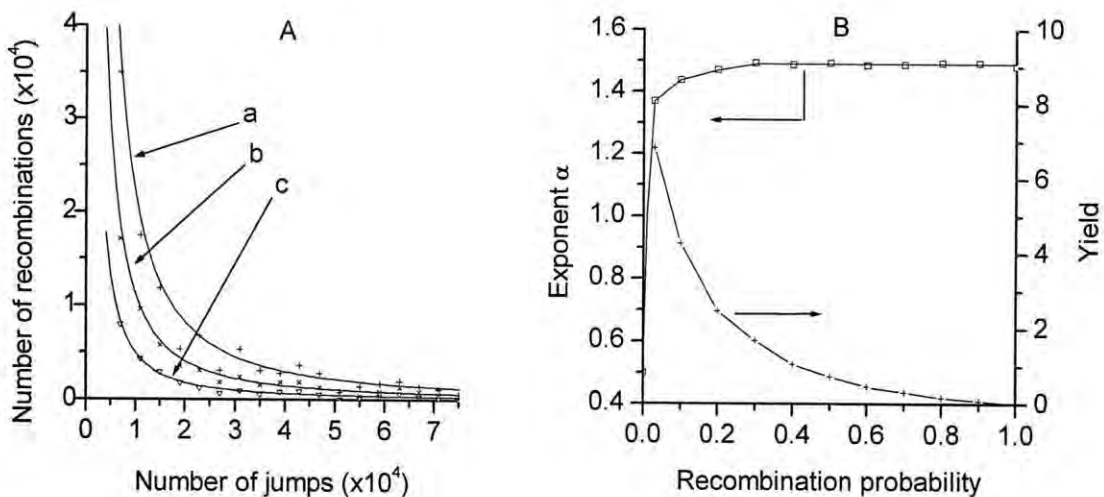 A
Number of recombinations (x10⁴)
4
3
2
1
0
a
b
c
0 1 2 3 4 5 6 7
Number of jumps (x10⁴)
B
Exponent α
1.6
1.4
1.2
1.0
0.8
0.6
0.4
10
8
6
4
2
0
Yield
0.0 0.2 0.4 0.6 0.8 1.0
Recombination probability